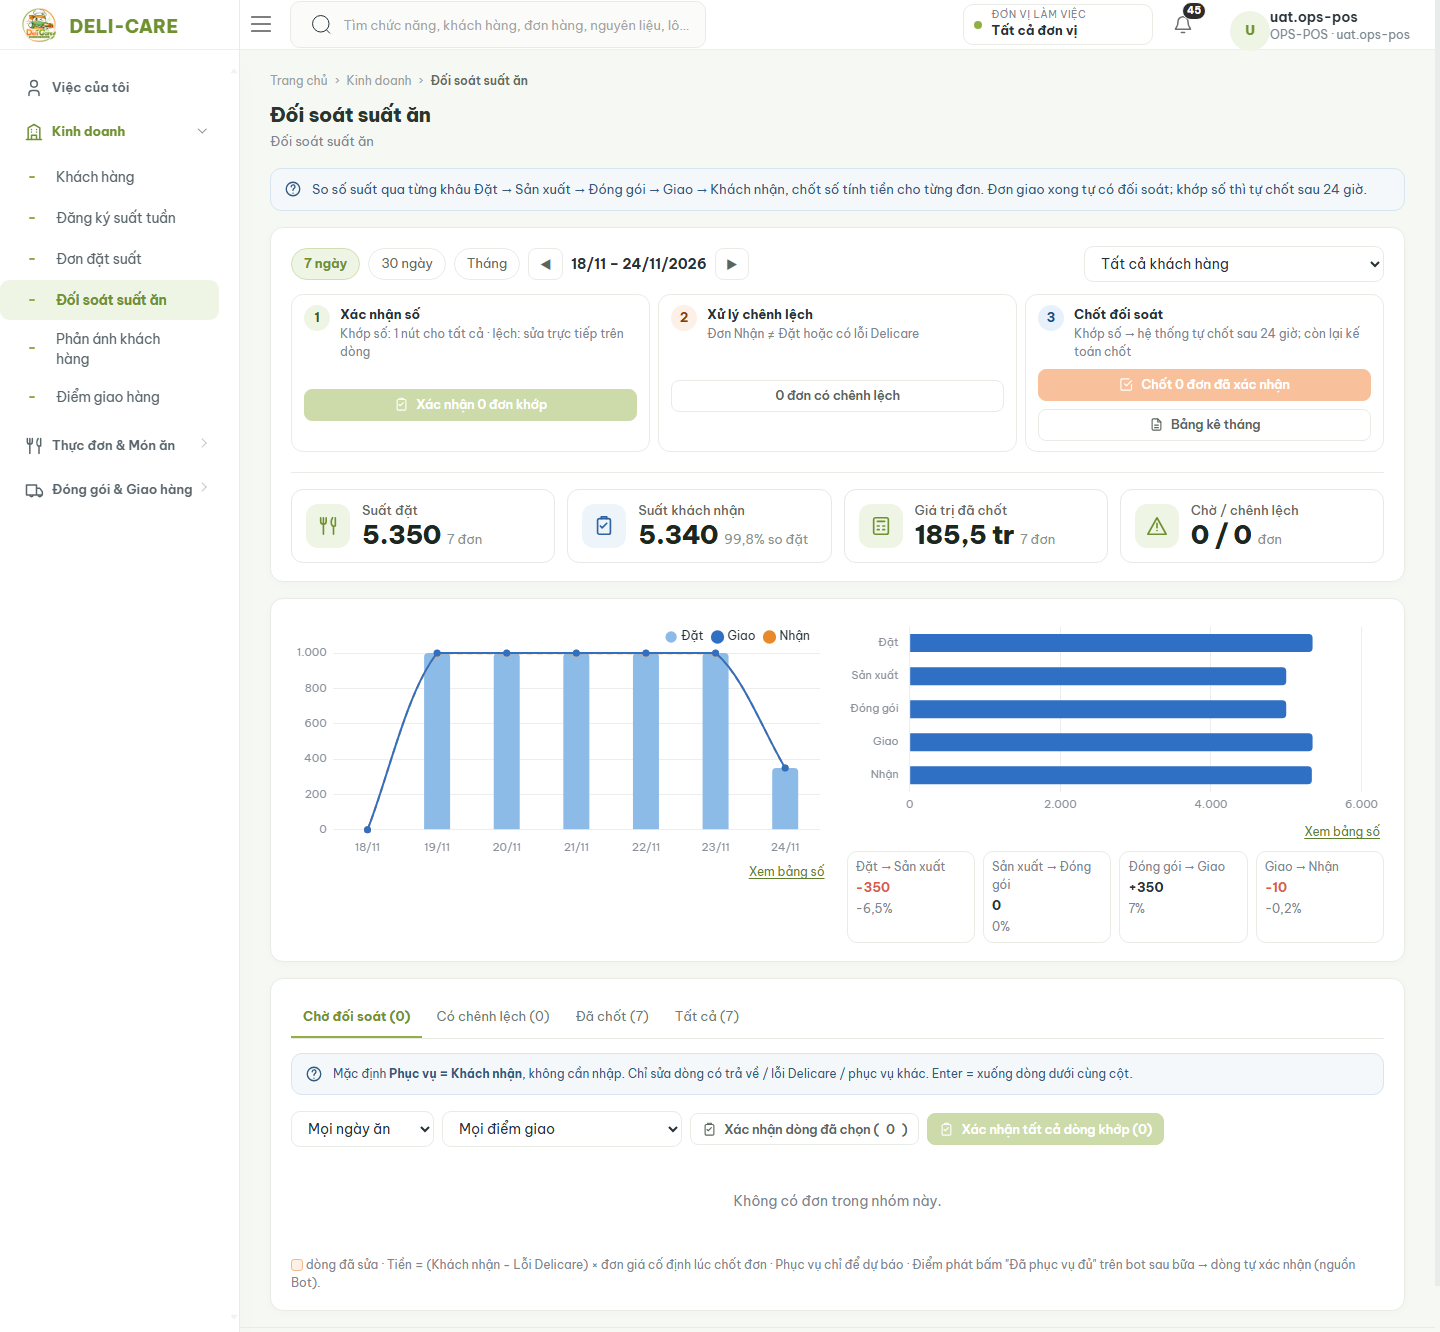 DELI-CARE
Tìm chức năng, khách hàng, đơn hàng, nguyên liệu, lô...
ĐƠN VỊ LÀM VIỆC
Tất cả đơn vị
45
U
uat.ops-pos
OPS-POS · uat.ops-pos
Việc của tôi
Kinh doanh
Khách hàng
Đăng ký suất tuần
Đơn đặt suất
Đối soát suất ăn
Phản ánh khách
hàng
Điểm giao hàng
Thực đơn & Món ăn
Đóng gói & Giao hàng
Trang chủ › Kinh doanh › Đối soát suất ăn
Đối soát suất ăn
Đối soát suất ăn
So số suất qua từng khâu Đặt → Sản xuất → Đóng gói → Giao → Khách nhận, chốt số tính tiền cho từng đơn. Đơn giao xong tự có đối soát; khớp số thì tự chốt sau 24 giờ.
7 ngày
30 ngày
Tháng
◀
18/11 – 24/11/2026
▶
Tất cả khách hàng
1
Xác nhận số
Khớp số: 1 nút cho tất cả · lệch: sửa trực tiếp trên
dòng
Xác nhận 0 đơn khớp
2
Xử lý chênh lệch
Đơn Nhận ≠ Đặt hoặc có lỗi Delicare
0 đơn có chênh lệch
3
Chốt đối soát
Khớp số → hệ thống tự chốt sau 24 giờ; còn lại kế
toán chốt
Chốt 0 đơn đã xác nhận
Bảng kê tháng
Suất đặt
5.350 7 đơn
Suất khách nhận
5.340 99,8% so đặt
Giá trị đã chốt
185,5 tr 7 đơn
Chờ / chênh lệch
0 / 0 đơn
Đặt Giao Nhận
1.000
800
600
400
200
0
18/11 19/11 20/11 21/11 22/11 23/11 24/11
Xem bảng số
Đặt
Sản xuất
Đóng gói
Giao
Nhận
0 2.000 4.000 6.000
Xem bảng số
Đặt → Sản xuất
-350
-6,5%
Sản xuất → Đóng
gói
0
0%
Đóng gói → Giao
+350
7%
Giao → Nhận
-10
-0,2%
Chờ đối soát (0)
Có chênh lệch (0)
Đã chốt (7)
Tất cả (7)
Mặc định Phục vụ = Khách nhận, không cần nhập. Chỉ sửa dòng có trả về / lỗi Delicare / phục vụ khác. Enter = xuống dòng dưới cùng cột.
Mọi ngày ăn
Mọi điểm giao
Xác nhận dòng đã chọn ( 0 )
Xác nhận tất cả dòng khớp (0)
Không có đơn trong nhóm này.
dòng đã sửa · Tiền = (Khách nhận − Lỗi Delicare) × đơn giá cố định lúc chốt đơn · Phục vụ chỉ để dự báo · Điểm phát bấm "Đã phục vụ đủ" trên bot sau bữa → dòng tự xác nhận (nguồn
Bot).